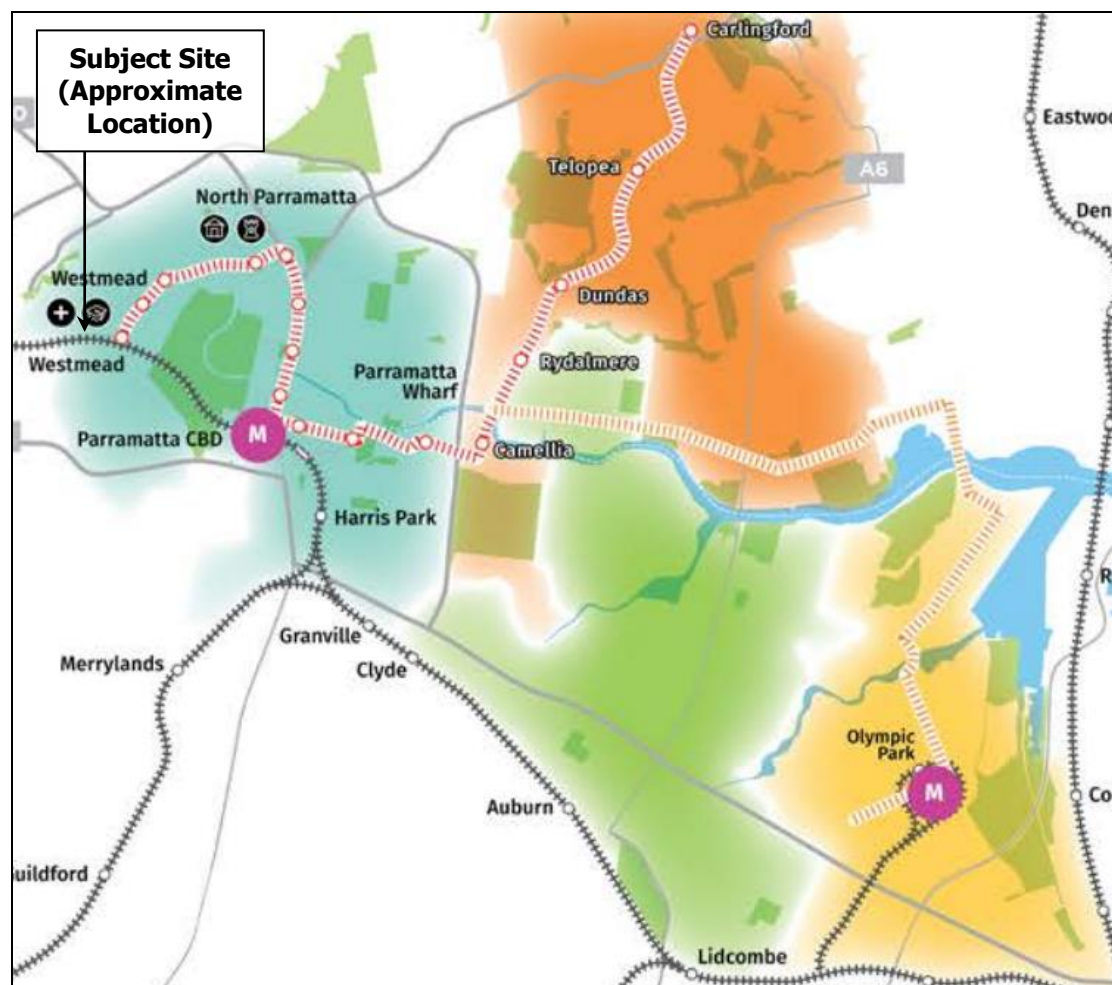 Subject Site
(Approximate
Location)
Carlingford
Eastwoo
Telopea
A6
North Parramatta
Den
Westmead
Dundas
Westmead
Rydalmere
Parramatta
Wharf
Parramatta CBD
M
Camellia
Harris Park
R
Granville
Clyde
Merrylands
Olympic
Park
M
Auburn
Co
uildford
Lidcombe